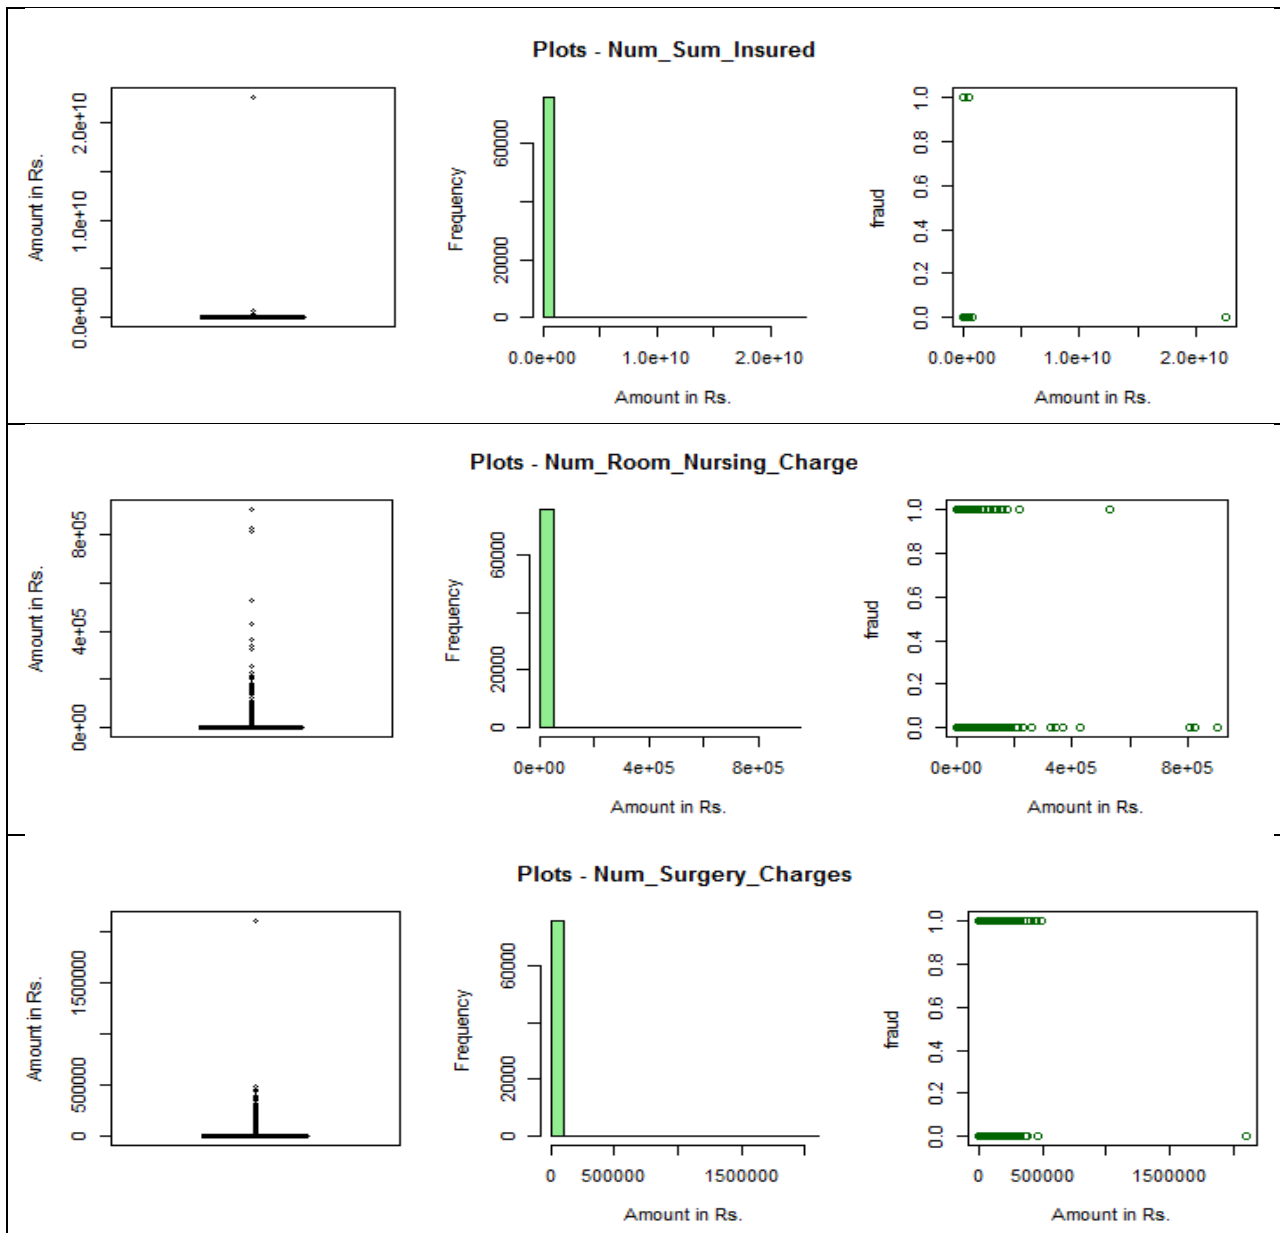 Plots - Num_Sum_Insured
Amount in Rs.
2.0e+10
1.0e+10
0.0e+00
Frequency
60000
20000
0
0.0e+00 1.0e+10 2.0e+10
Amount in Rs.
fraud
1.0
0.8
0.6
0.4
0.2
0.0
0.0e+00 1.0e+10 2.0e+10
Amount in Rs.
Plots - Num_Room_Nursing_Charge
Amount in Rs.
8e+05
4e+05
0e+00
Frequency
60000
20000
0
0e+00 4e+05 8e+05
Amount in Rs.
fraud
1.0
0.8
0.6
0.4
0.2
0.0
0e+00 4e+05 8e+05
Amount in Rs.
Plots - Num_Surgery_Charges
Amount in Rs.
1500000
500000
0
Frequency
60000
20000
0
0 500000 1500000
Amount in Rs.
fraud
1.0
0.8
0.6
0.4
0.2
0.0
0 500000 1500000
Amount in Rs.